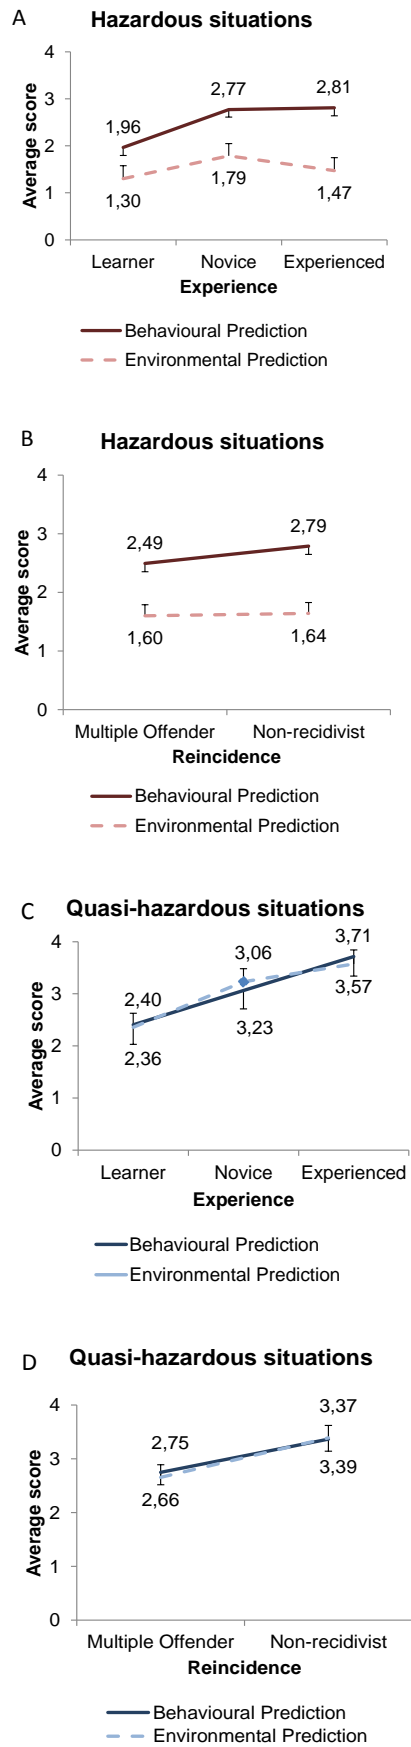 A
Hazardous situations
4
3
2
1
0
Average score
1,96
2,77
2,81
1,30
1,79
1,47
Learner
Novice
Experienced
Experience
Behavioural Prediction
Environmental Prediction
B
Hazardous situations
4
3
2
1
0
Average score
2,49
2,79
1,60
1,64
Multiple Offender
Non-recidivist
Reincidence
Behavioural Prediction
Environmental Prediction
C
Quasi-hazardous situations
4
3
2
1
0
Average score
2,40
3,06
3,71
2,36
3,23
3,57
Learner
Novice
Experienced
Experience
Behavioural Prediction
Environmental Prediction
D
Quasi-hazardous situations
4
3
2
1
0
Average score
2,75
3,37
2,66
3,39
Multiple Offender
Non-recidivist
Reincidence
Behavioural Prediction
Environmental Prediction